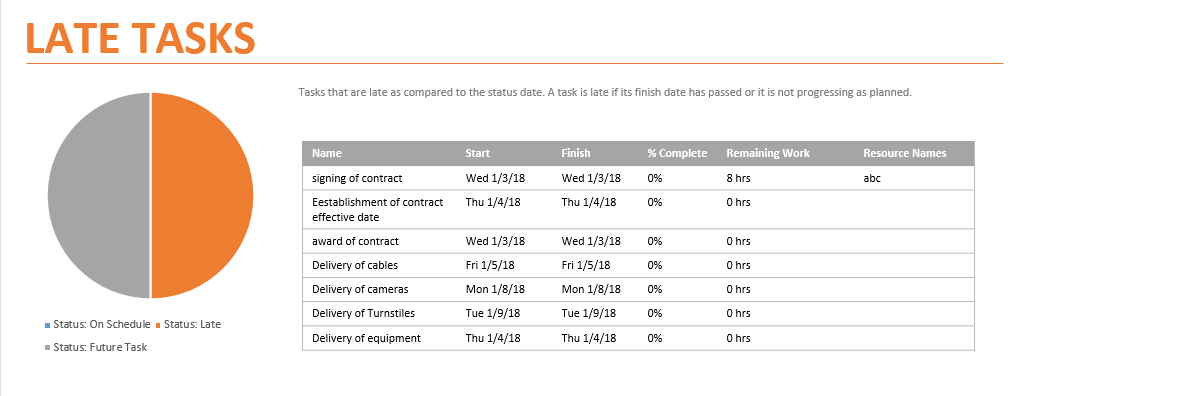 LATE TASKS
Tasks that are late as compared to the status date. A task is late if its finish date has passed or it is not progressing as planned.
Name Start Finish % Complete Remaining Work Resource Names
signing of contract Wed 1/3/18 Wed 1/3/18 0% 8 hrs abc
Eestablishment of contract Thu 1/4/18 Thu 1/4/18 0% 0 hrs
effective date
award of contract Wed 1/3/18 Wed 1/3/18 0% 0 hrs
Delivery of cables Fri 1/5/18 Fri 1/5/18 0% 0 hrs
Delivery of cameras Mon 1/8/18 Mon 1/8/18 0% 0 hrs
Delivery of Turnstiles Tue 1/9/18 Tue 1/9/18 0% 0 hrs
Delivery of equipment Thu 1/4/18 Thu 1/4/18 0% 0 hrs
Status: On Schedule Status: Late
Status: Future Task